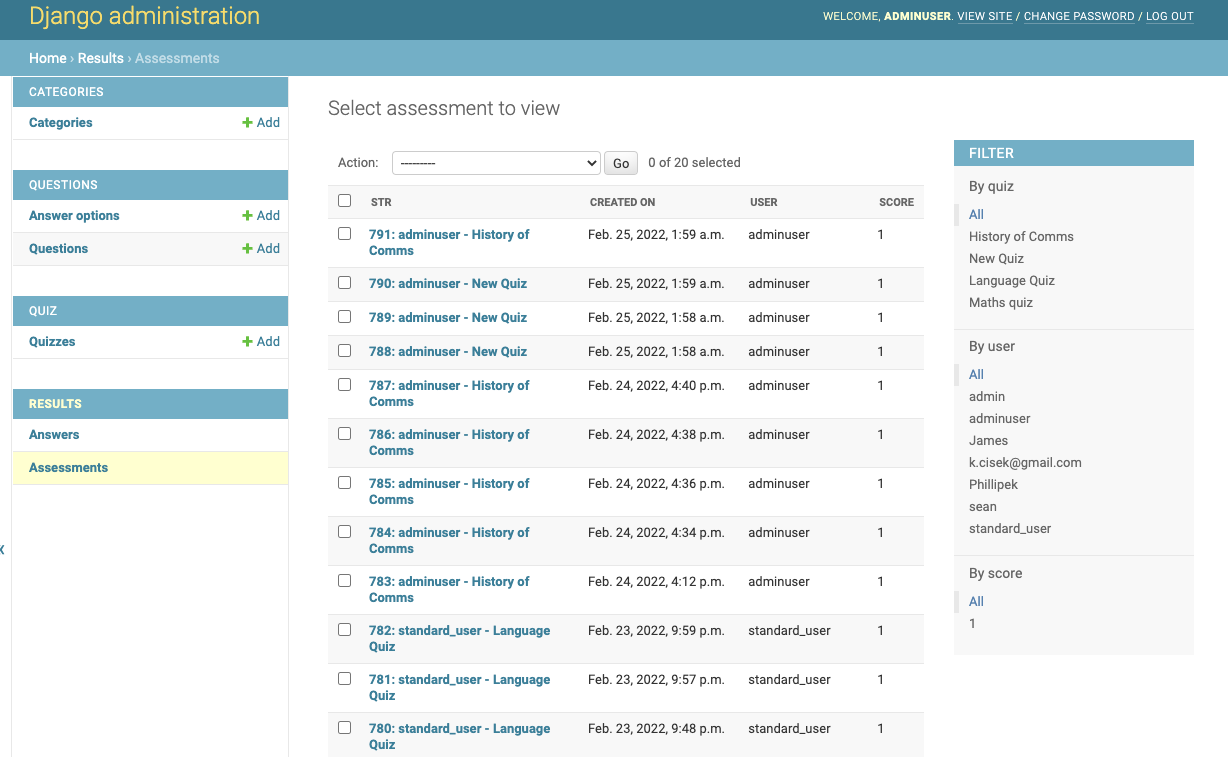 Django administration
WELCOME, ADMINUSER. VIEW SITE / CHANGE PASSWORD / LOG OUT
Home › Results › Assessments
CATEGORIES
Categories
+ Add
QUESTIONS
Answer options
+ Add
Questions
+ Add
QUIZ
Quizzes
+ Add
RESULTS
Answers
Assessments
Select assessment to view
Action: --------- Go 0 of 20 selected
STR CREATED ON USER SCORE
791: adminuser - History of
Comms
Feb. 25, 2022, 1:59 a.m. adminuser 1
790: adminuser - New Quiz Feb. 25, 2022, 1:59 a.m. adminuser 1
789: adminuser - New Quiz Feb. 25, 2022, 1:58 a.m. adminuser 1
788: adminuser - New Quiz Feb. 25, 2022, 1:58 a.m. adminuser 1
787: adminuser - History of
Comms
Feb. 24, 2022, 4:40 p.m. adminuser 1
786: adminuser - History of
Comms
Feb. 24, 2022, 4:38 p.m. adminuser 1
785: adminuser - History of
Comms
Feb. 24, 2022, 4:36 p.m. adminuser 1
784: adminuser - History of
Comms
Feb. 24, 2022, 4:34 p.m. adminuser 1
783: adminuser - History of
Comms
Feb. 24, 2022, 4:12 p.m. adminuser 1
782: standard_user - Language
Quiz
Feb. 23, 2022, 9:59 p.m. standard_user 1
781: standard_user - Language
Quiz
Feb. 23, 2022, 9:57 p.m. standard_user 1
780: standard_user - Language
Quiz
Feb. 23, 2022, 9:48 p.m. standard_user 1
FILTER
By quiz
All
History of Comms
New Quiz
Language Quiz
Maths quiz
By user
All
admin
adminuser
James
k.cisek@gmail.com
Phillipek
sean
standard_user
By score
All
1